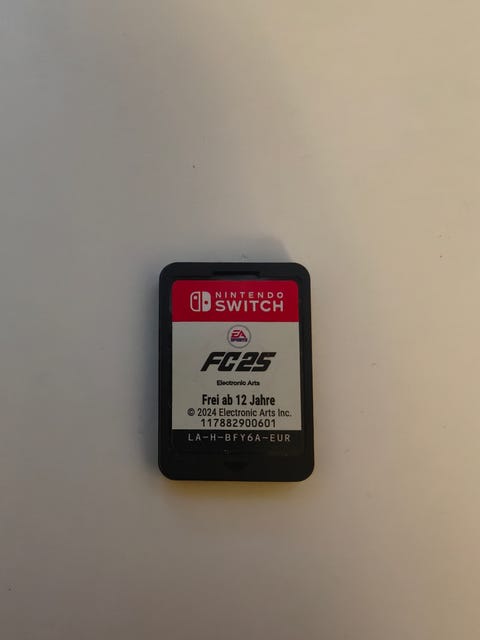 NINTENDO
SWITCH
EA
SPORTS
FC25
Electronic Arts
Frei ab 12 Jahre
© 2024 Electronic Arts Inc.
117882900601
LA-H-BFY6A-EUR